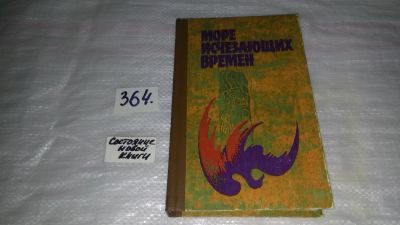 МОРЕ
ИСЧЕЗАЮЩИХ
ВРЕМЕН
364.
Состояние
новой
книги